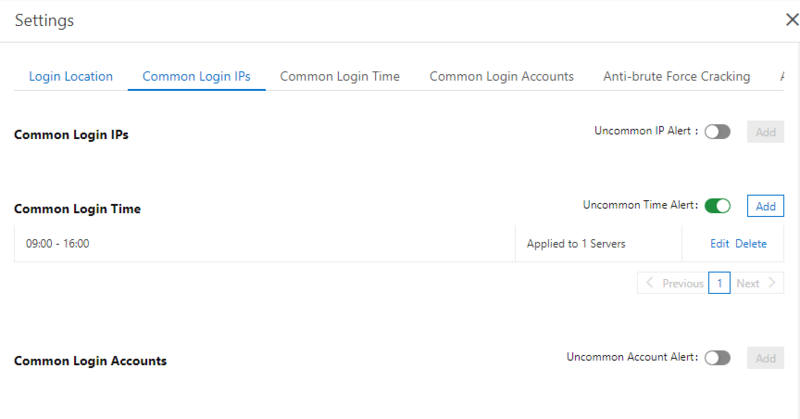 Settings
Login Location Common Login IPs Common Login Time Common Login Accounts Anti-brute Force Cracking
Common Login IPs Uncommon IP Alert : Add
Common Login Time Uncommon Time Alert: Add
09:00 - 16:00 Applied to 1 Servers Edit Delete
Previous 1 Next
Common Login Accounts Uncommon Account Alert: Add